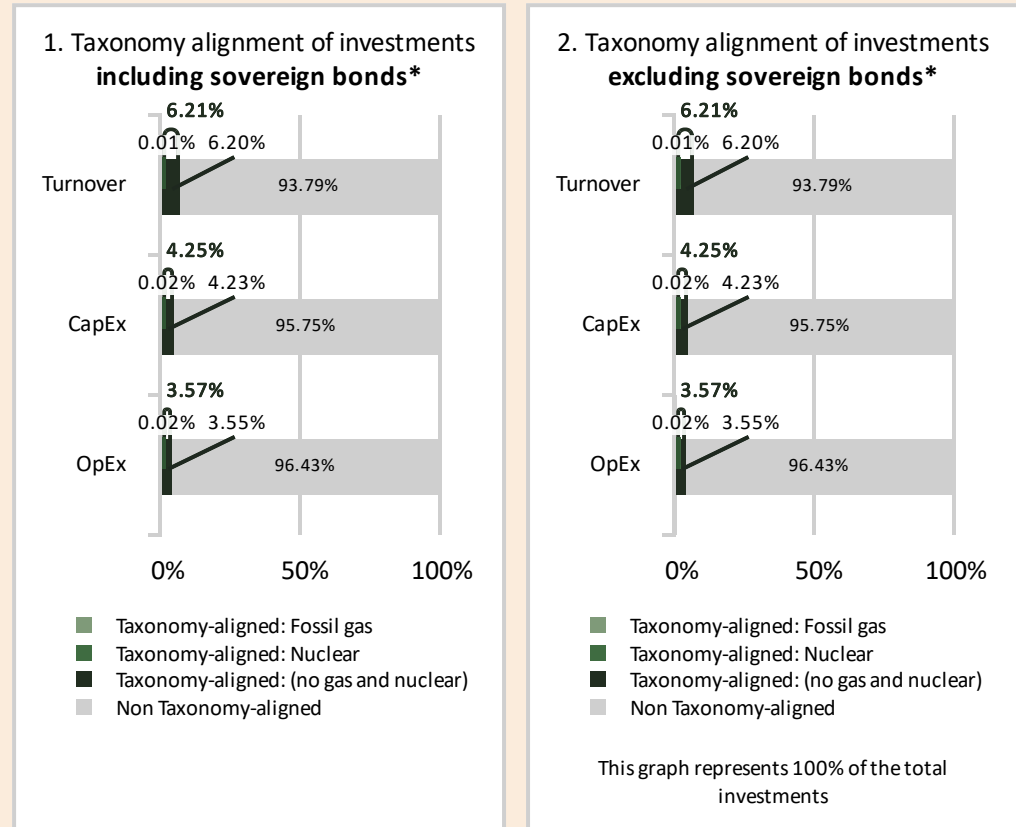 1. Taxonomy alignment of investments
including sovereign bonds*
6.21%
0.01% 6.20%
Turnover
93.79%
4.25%
0.02% 4.23%
CapEx
95.75%
3.57%
0.02% 3.55%
OpEx
96.43%
0% 50% 100%
Taxonomy-aligned: Fossil gas
Taxonomy-aligned: Nuclear
Taxonomy-aligned: (no gas and nuclear)
Non Taxonomy-aligned
2. Taxonomy alignment of investments
excluding sovereign bonds*
6.21%
0.01% 6.20%
Turnover
93.79%
4.25%
0.02% 4.23%
CapEx
95.75%
3.57%
0.02% 3.55%
OpEx
96.43%
0% 50% 100%
Taxonomy-aligned: Fossil gas
Taxonomy-aligned: Nuclear
Taxonomy-aligned: (no gas and nuclear)
Non Taxonomy-aligned
This graph represents 100% of the total
investments